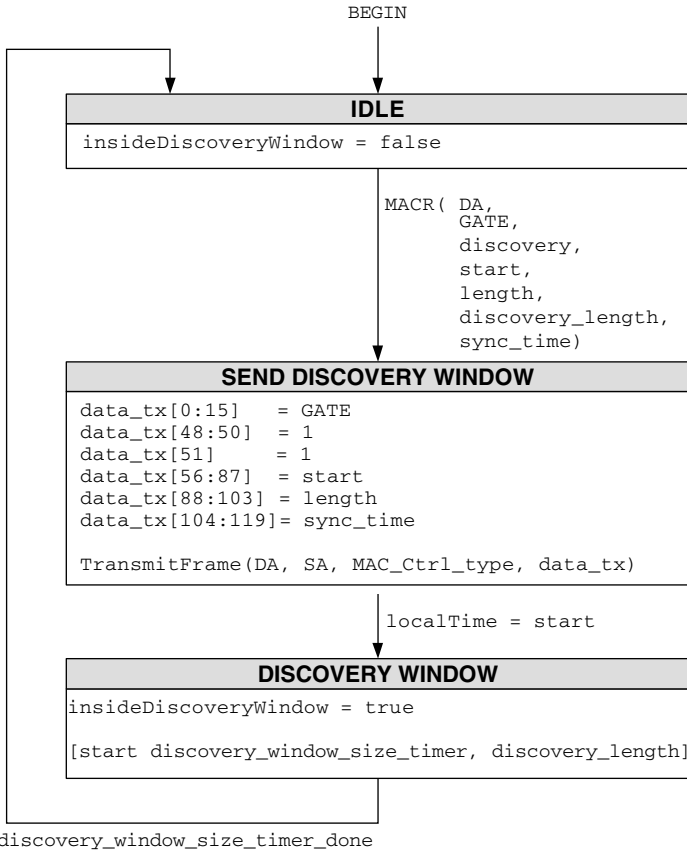 BEGIN
IDLE
insideDiscoveryWindow = false
MACR( DA,
GATE,
discovery,
start,
length,
discovery_length,
sync_time)
SEND DISCOVERY WINDOW
data_tx[0:15]   = GATE
data_tx[48:50]  = 1
data_tx[51]     = 1
data_tx[56:87]  = start
data_tx[88:103] = length
data_tx[104:119]= sync_time
TransmitFrame(DA, SA, MAC_Ctrl_type, data_tx)
localTime = start
DISCOVERY WINDOW
insideDiscoveryWindow = true
[start discovery_window_size_timer, discovery_length]
discovery_window_size_timer_done